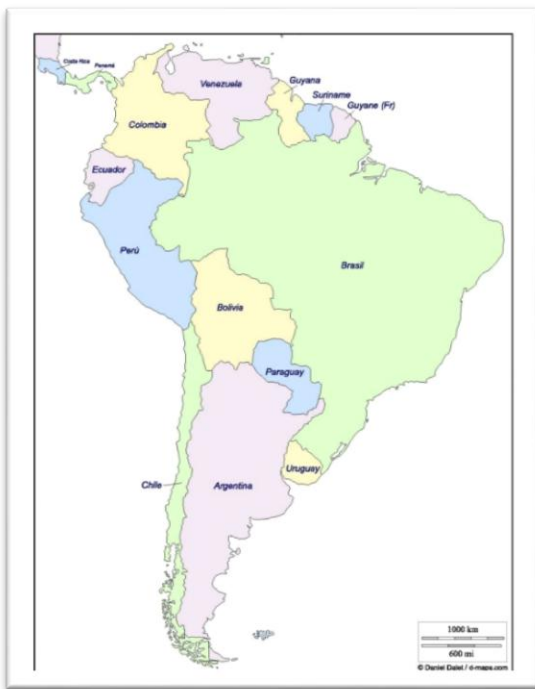 Costa Rica
Panamá
Venezuela
Guyana
Suriname
Guyane (Fr)
Colombia
Ecuador
Perú
Brasil
Bolivia
Paraguay
Chile
Argentina
Uruguay
1000 km
600 mi
© Daniel Dalet / d-maps.com